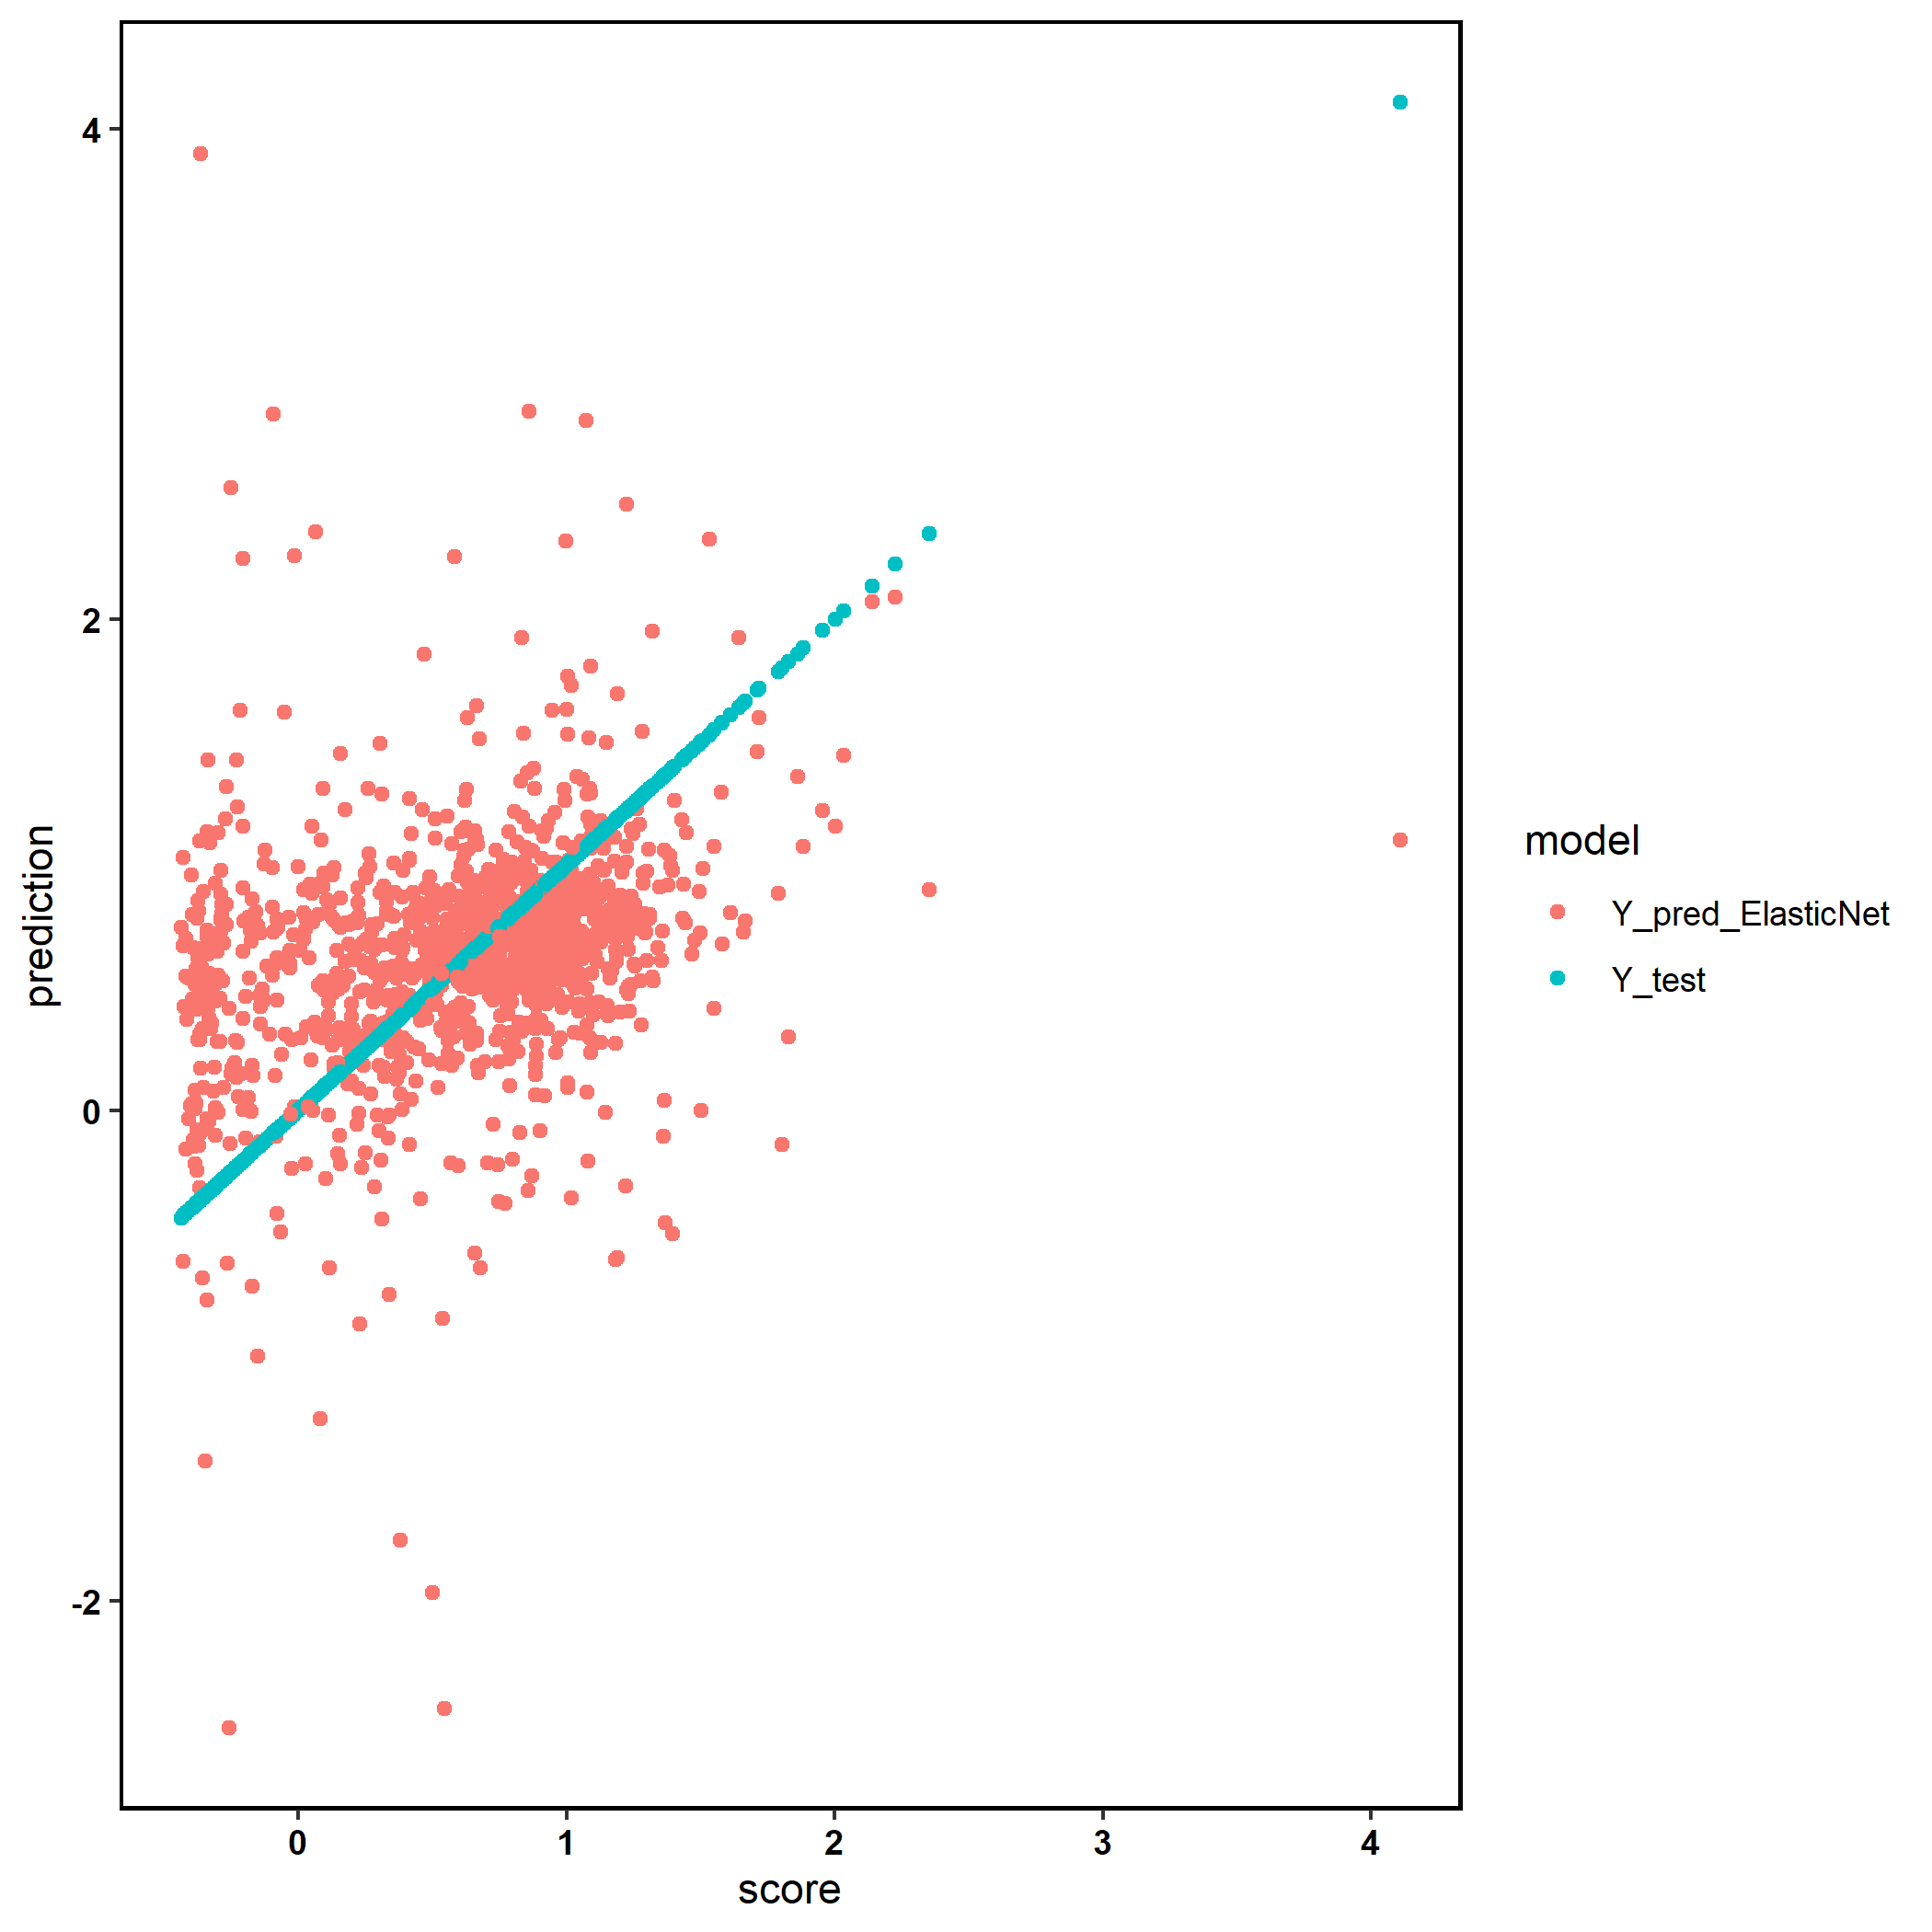 4
2
0
-2
prediction
0 1 2 3 4
score
model
Y_pred_ElasticNet
Y_test